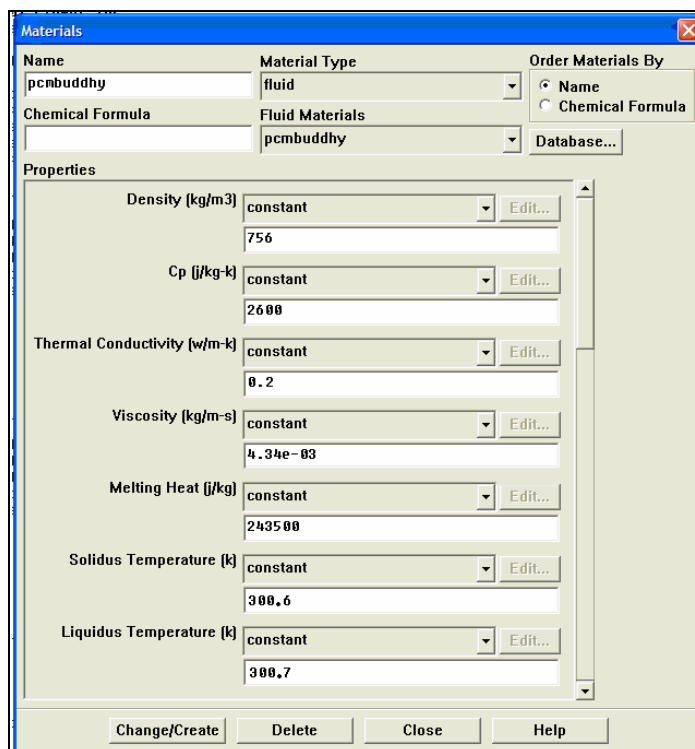 Materials
Name
Material Type
Order Materials By
pcmbuddhy
fluid
Name
Chemical Formula
Chemical Formula
Fluid Materials
pcmbuddhy
Database...
Properties
Density (kg/m3)
constant
Edit...
756
Cp (j/kg-k)
constant
Edit...
2600
Thermal Conductivity (w/m-k)
constant
Edit...
0.2
Viscosity (kg/m-s)
constant
Edit...
4.34e-03
Melting Heat (j/kg)
constant
Edit...
243500
Solidus Temperature (k)
constant
Edit...
300.6
Liquidus Temperature (k)
constant
Edit...
300.7
Change/Create
Delete
Close
Help